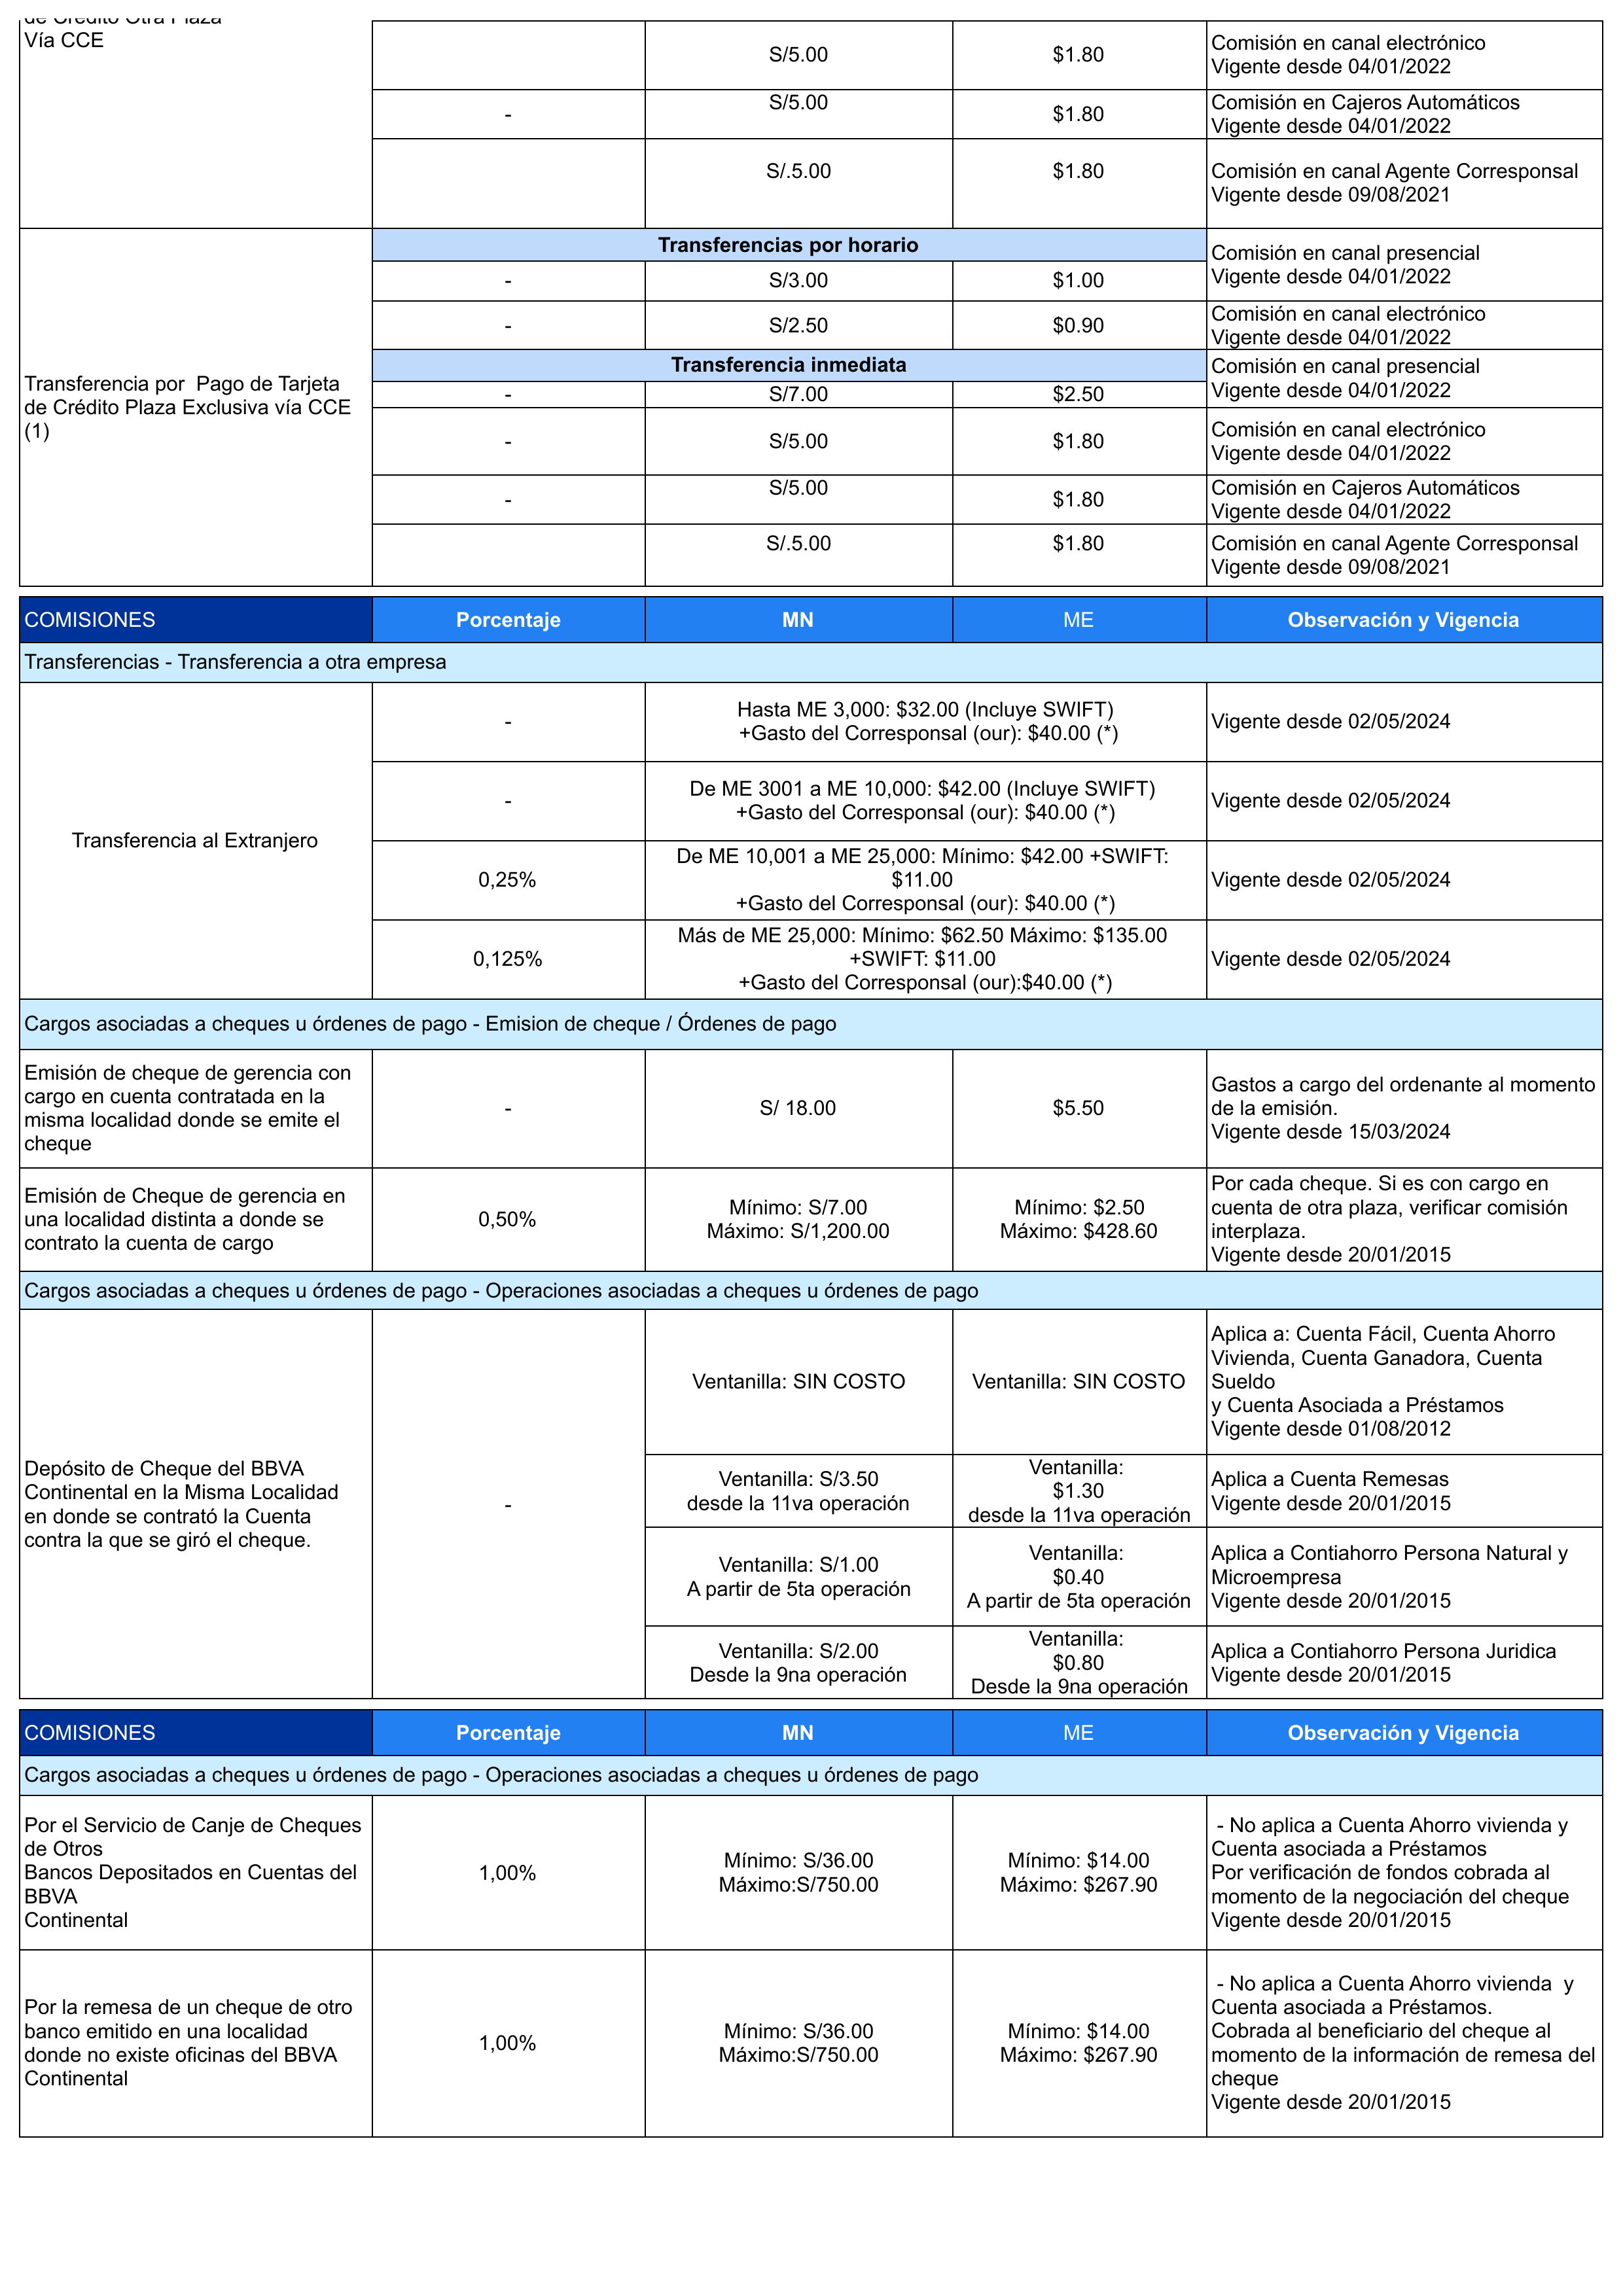 de Crédito Otra Plaza
Vía CCE
S/5.00
$1.80
Comisión en canal electrónico
Vigente desde 04/01/2022
-
S/5.00
$1.80
Comisión en Cajeros Automáticos
Vigente desde 04/01/2022
S/.5.00
$1.80
Comisión en canal Agente Corresponsal
Vigente desde 09/08/2021
Transferencia por  Pago de Tarjeta
de Crédito Plaza Exclusiva vía CCE
(1)
Transferencias por horario
Comisión en canal presencial
Vigente desde 04/01/2022
-
S/3.00
$1.00
-
S/2.50
$0.90
Comisión en canal electrónico
Vigente desde 04/01/2022
Transferencia inmediata
Comisión en canal presencial
Vigente desde 04/01/2022
-
S/7.00
$2.50
-
S/5.00
$1.80
Comisión en canal electrónico
Vigente desde 04/01/2022
-
S/5.00
$1.80
Comisión en Cajeros Automáticos
Vigente desde 04/01/2022
S/.5.00
$1.80
Comisión en canal Agente Corresponsal
Vigente desde 09/08/2021
COMISIONES
Porcentaje
MN
ME
Observación y Vigencia
Transferencias - Transferencia a otra empresa
Transferencia al Extranjero
-
Hasta ME 3,000: $32.00 (Incluye SWIFT)
+Gasto del Corresponsal (our): $40.00 (*)
Vigente desde 02/05/2024
-
De ME 3001 a ME 10,000: $42.00 (Incluye SWIFT)
+Gasto del Corresponsal (our): $40.00 (*)
Vigente desde 02/05/2024
0,25%
De ME 10,001 a ME 25,000: Mínimo: $42.00 +SWIFT:
$11.00
+Gasto del Corresponsal (our): $40.00 (*)
Vigente desde 02/05/2024
0,125%
Más de ME 25,000: Mínimo: $62.50 Máximo: $135.00
+SWIFT: $11.00
+Gasto del Corresponsal (our):$40.00 (*)
Vigente desde 02/05/2024
Cargos asociadas a cheques u órdenes de pago - Emision de cheque / Órdenes de pago
Emisión de cheque de gerencia con
cargo en cuenta contratada en la
misma localidad donde se emite el
cheque
-
S/ 18.00
$5.50
Gastos a cargo del ordenante al momento
de la emisión.
Vigente desde 15/03/2024
Emisión de Cheque de gerencia en
una localidad distinta a donde se
contrato la cuenta de cargo
0,50%
Mínimo: S/7.00
Máximo: S/1,200.00
Mínimo: $2.50
Máximo: $428.60
Por cada cheque. Si es con cargo en
cuenta de otra plaza, verificar comisión
interplaza.
Vigente desde 20/01/2015
Cargos asociadas a cheques u órdenes de pago - Operaciones asociadas a cheques u órdenes de pago
Depósito de Cheque del BBVA
Continental en la Misma Localidad
en donde se contrató la Cuenta
contra la que se giró el cheque.
-
Ventanilla: SIN COSTO
Ventanilla: SIN COSTO
Aplica a: Cuenta Fácil, Cuenta Ahorro
Vivienda, Cuenta Ganadora, Cuenta
Sueldo
y Cuenta Asociada a Préstamos
Vigente desde 01/08/2012
Ventanilla: S/3.50
desde la 11va operación
Ventanilla:
$1.30
desde la 11va operación
Aplica a Cuenta Remesas
Vigente desde 20/01/2015
Ventanilla: S/1.00
A partir de 5ta operación
Ventanilla:
$0.40
A partir de 5ta operación
Aplica a Contiahorro Persona Natural y
Microempresa
Vigente desde 20/01/2015
Ventanilla: S/2.00
Desde la 9na operación
Ventanilla:
$0.80
Desde la 9na operación
Aplica a Contiahorro Persona Juridica
Vigente desde 20/01/2015
COMISIONES
Porcentaje
MN
ME
Observación y Vigencia
Cargos asociadas a cheques u órdenes de pago - Operaciones asociadas a cheques u órdenes de pago
Por el Servicio de Canje de Cheques
de Otros
Bancos Depositados en Cuentas del
BBVA
Continental
1,00%
Mínimo: S/36.00
Máximo:S/750.00
Mínimo: $14.00
Máximo: $267.90
- No aplica a Cuenta Ahorro vivienda y
Cuenta asociada a Préstamos
Por verificación de fondos cobrada al
momento de la negociación del cheque
Vigente desde 20/01/2015
Por la remesa de un cheque de otro
banco emitido en una localidad
donde no existe oficinas del BBVA
Continental
1,00%
Mínimo: S/36.00
Máximo:S/750.00
Mínimo: $14.00
Máximo: $267.90
- No aplica a Cuenta Ahorro vivienda  y
Cuenta asociada a Préstamos.
Cobrada al beneficiario del cheque al
momento de la información de remesa del
cheque
Vigente desde 20/01/2015